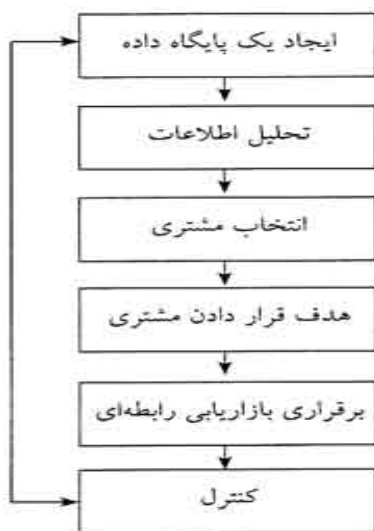 ایجاد یک پایگاه داده
تحلیل اطلاعات
انتخاب مشتری
هدف قرار دادن مشتری
برقراری بازاریابی رابطه‌ای
کنترل